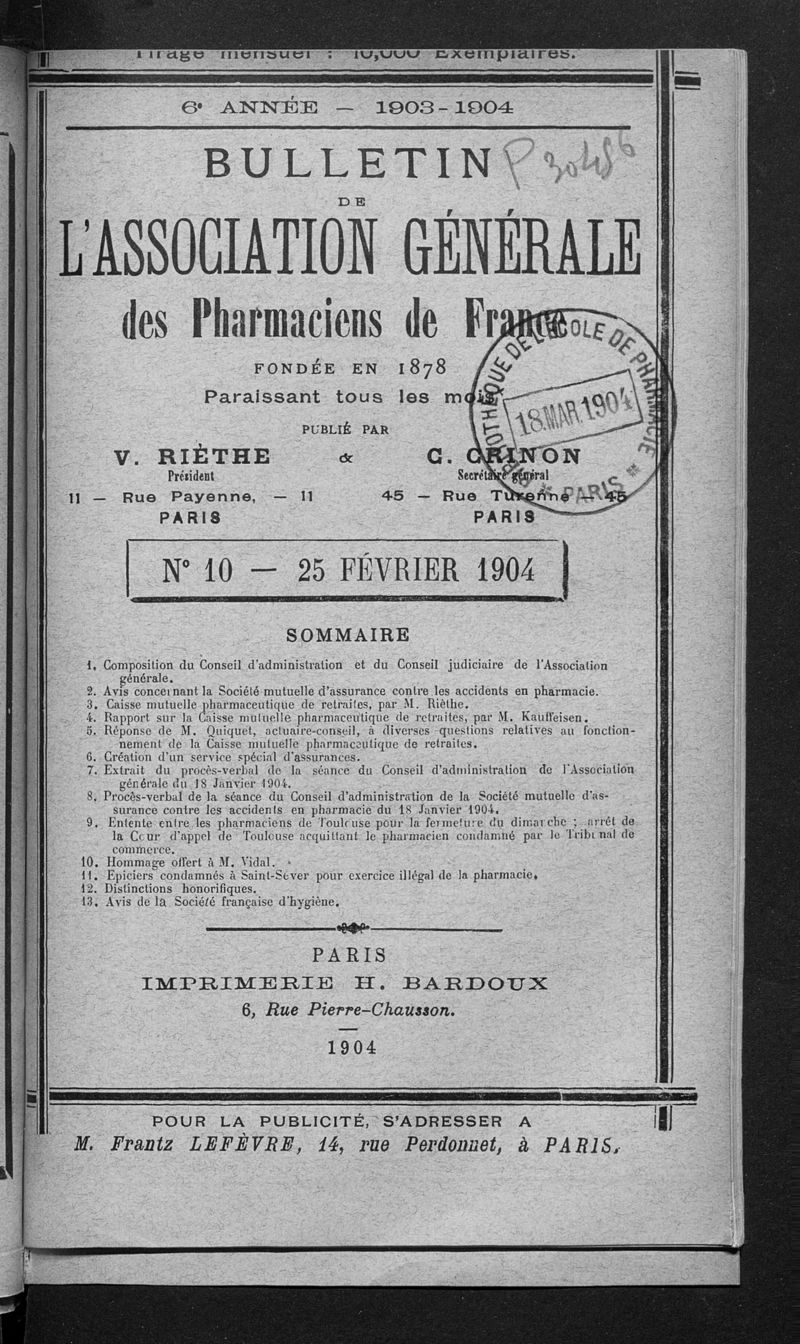 Tirage mensuel : 10,000 Exemplaires.
6e ANNÉE — 1903-1904
BULLETIN
DE
L'ASSOCIATION GÉNÉRALE
des Pharmaciens de France
FONDÉE EN 1878
Paraissant tous les mois
PUBLIÉ PAR
V. RIÈTHE & C. CRINON
Président Secrétaire général
11 — Rue Payenne, — 11 45 — Rue Turenne — 45
PARIS PARIS
OTHÈQUE DE L'ÉCOLE DE PHARMACIE
18. MAR. 1904
* PARIS *
N° 10 — 25 FÉVRIER 1904
SOMMAIRE
1. Composition du Conseil d'administration et du Conseil judiciaire de l'Association
générale.
2. Avis concernant la Société mutuelle d'assurance contre les accidents en pharmacie.
3. Caisse mutuelle pharmaceutique de retraites, par M. Rièthe.
4. Rapport sur la Caisse mutuelle pharmaceutique de retraites, par M. Kauffeisen.
5. Réponse de M. Quiquet, actuaire-conseil, à diverses questions relatives au fonction-
nement de la Caisse mutuelle pharmaceutique de retraites.
6. Création d'un service spécial d'assurances.
7. Extrait du procès-verbal de la séance du Conseil d'administration de l'Association
générale du 18 Janvier 1904.
8. Procès-verbal de la séance du Conseil d'administration de la Société mutuelle d'as-
surance contre les accidents en pharmacie du 18 Janvier 1904.
9. Entente entre les pharmaciens de Toulouse pour la fermeture du dimanche ; arrêt de
la Cour d'appel de Toulouse acquittant le pharmacien condamné par le Tribunal de
commerce.
10. Hommage offert à M. Vidal.
11. Epiciers condamnés à Saint-Sever pour exercice illégal de la pharmacie.
12. Distinctions honorifiques.
13. Avis de la Société française d'hygiène.
PARIS
IMPRIMERIE H. BARDOUX
6, Rue Pierre-Chausson.
1904
POUR LA PUBLICITÉ, S'ADRESSER A
M. Frantz LEFÈVRE, 14, rue Perdonnet, à PARIS.